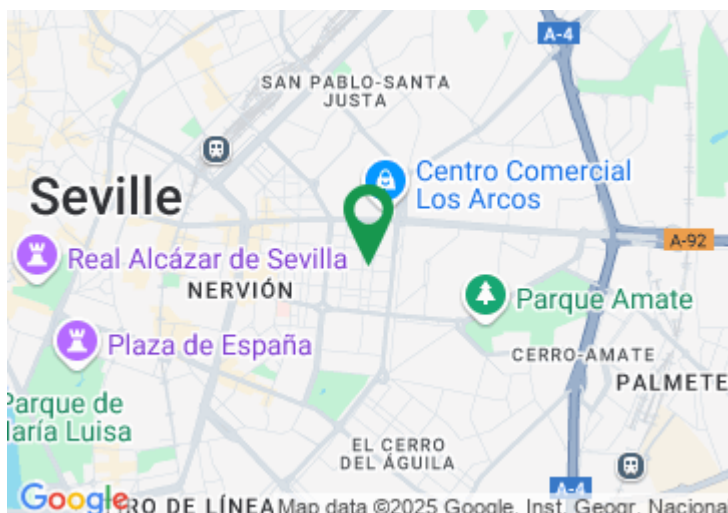 A-4
SAN PABLO-SANTA
JUSTA
Centro Comercial
Los Arcos
Seville
A-92
Real Alcázar de Sevilla
NERVIÓN
Parque Amate
Plaza de España
CERRO-AMATE
PALMETE
Parque de
María Luisa
EL CERRO
DEL ÁGUILA
A-4
Google
RO DE LÍNEA
Map data ©2025 Google, Inst. Geogr. Naciona